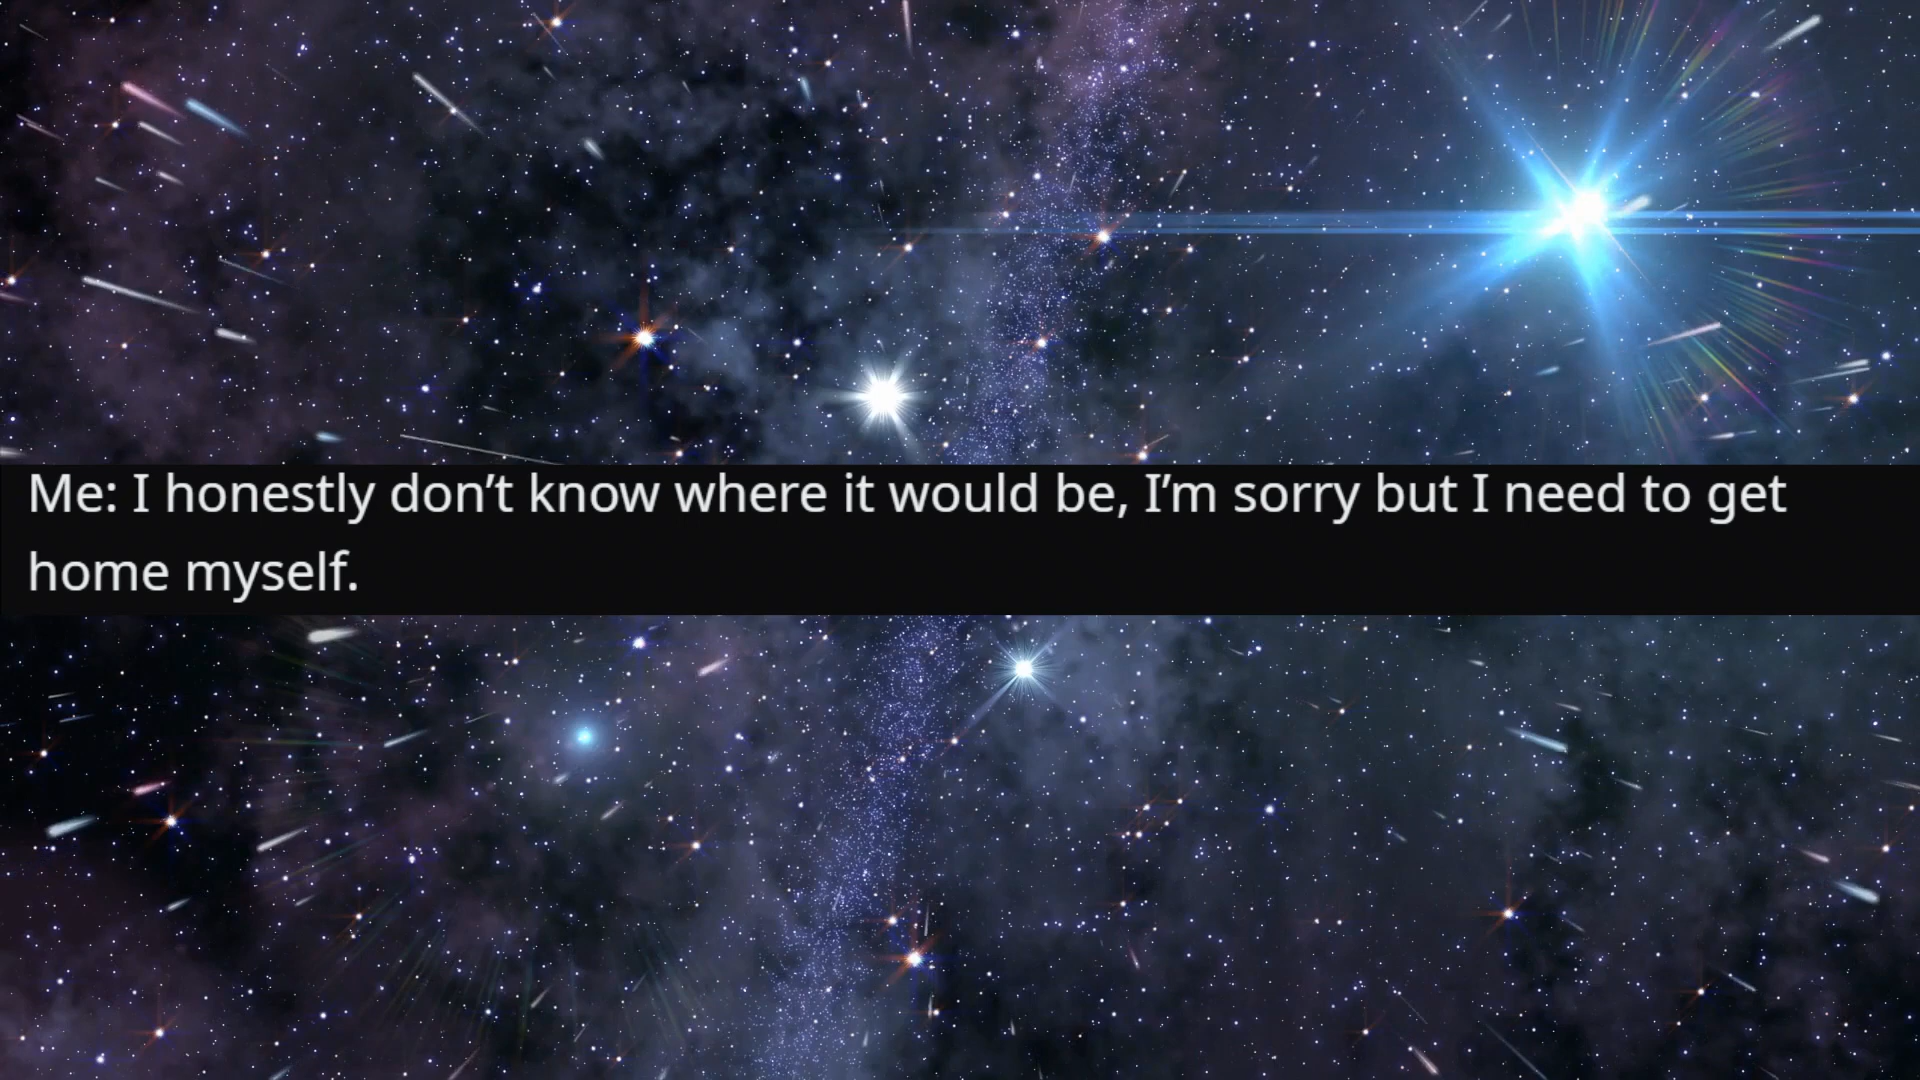 Me: I honestly don’t know where it would be, I’m sorry but I need to get
home myself.